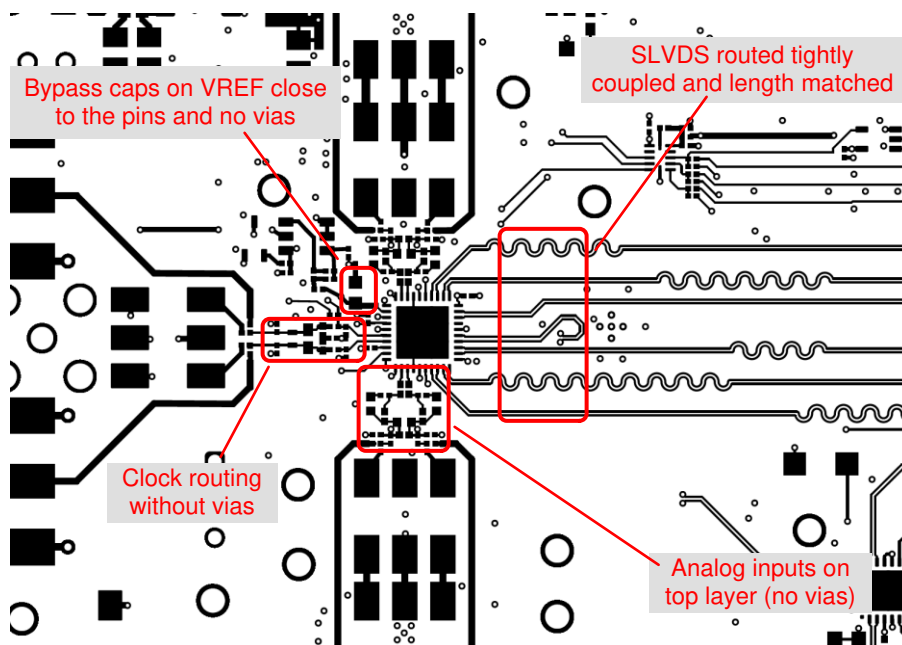 Bypass caps on VREF close
to the pins and no vias
SLVDS routed tightly
coupled and length matched
Clock routing
without vias
Analog inputs on
top layer (no vias)